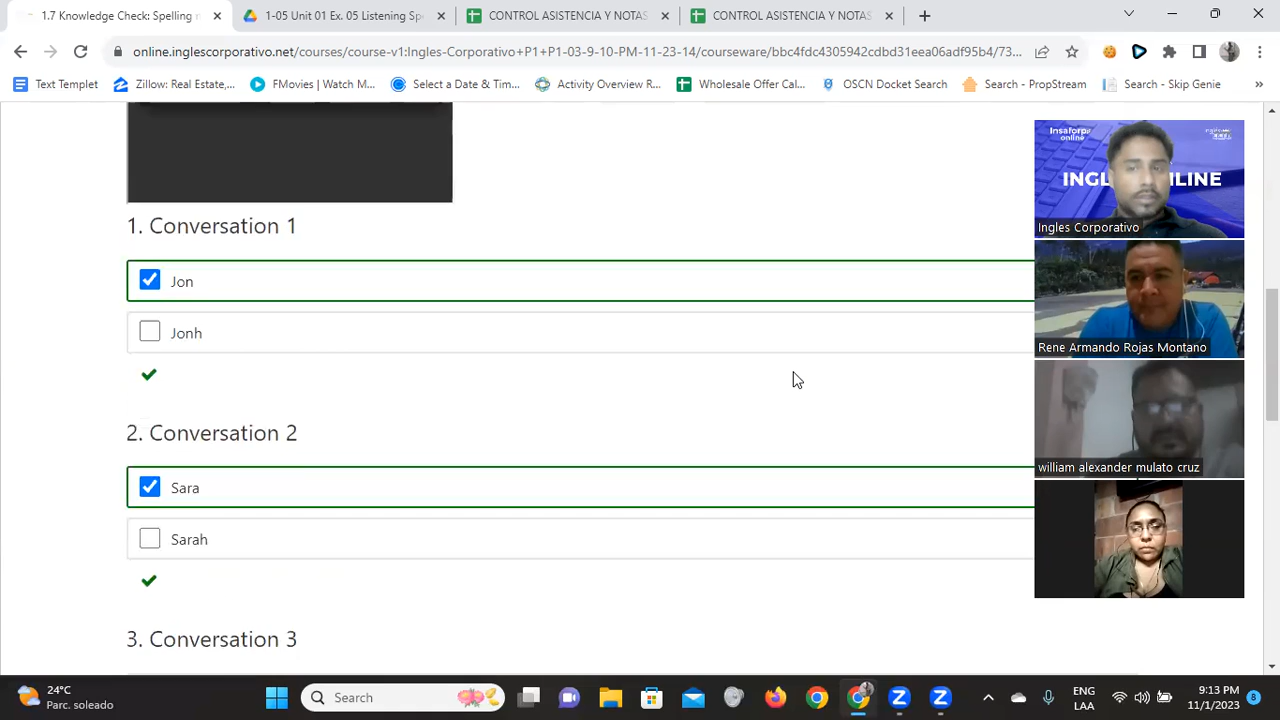 1.7 Knowledge Check: Spelling n
1-05 Unit 01 Ex. 05 Listening Spe
CONTROL ASISTENCIA Y NOTAS
CONTROL ASISTENCIA Y NOTAS
online.inglescorporativo.net/courses/course-v1:Ingles-Corporativo+P1+P1-03-9-10-PM-11-23-14/courseware/bbc4fdc4305942cdbd31eea06adf95b4/73...
Text Templet
Zillow: Real Estate,...
FMovies | Watch M...
Select a Date & Tim...
Activity Overview R...
Wholesale Offer Cal...
OSCN Docket Search
Search - PropStream
Search - Skip Genie
»
1. Conversation 1
Jon
Jonh
2. Conversation 2
Sara
Sarah
3. Conversation 3
online
Ingles Corporativo
Rene Armando Rojas Montano
william alexander mulato cruz
24°C
Parc. soleado
Search
ENG
LAA
9:13 PM
11/1/2023
8